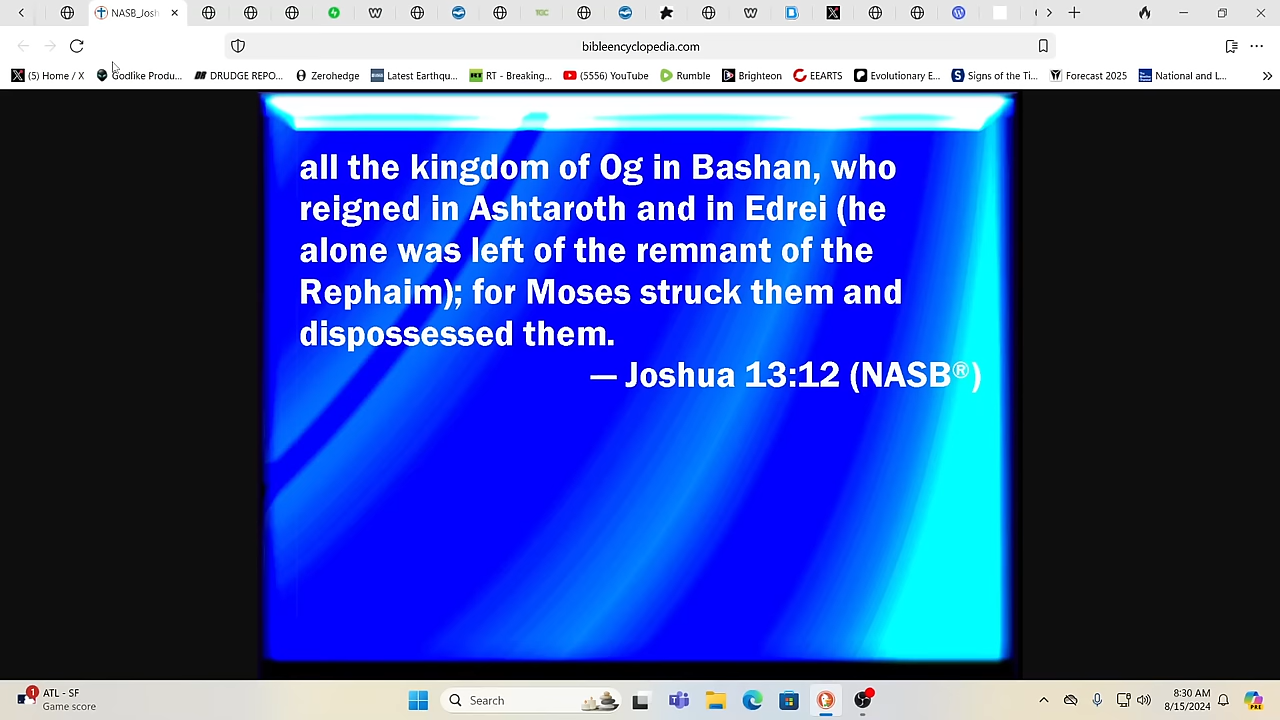 NASB_Josh
bibleencyclopedia.com
(5) Home / X
Godlike Produ...
DRUDGE REPO...
Zerohedge
Latest Earthqu...
RT - Breaking...
(5556) YouTube
Rumble
Brighteon
EEARTS
Evolutionary E...
Signs of the Ti...
Forecast 2025
National and L...
all the kingdom of Og in Bashan, who
reigned in Ashtaroth and in Edrei (he
alone was left of the remnant of the
Rephaim); for Moses struck them and
dispossessed them.
— Joshua 13:12 (NASB®)
1
ATL - SF
Game score
Search
8:30 AM
8/15/2024
PRE